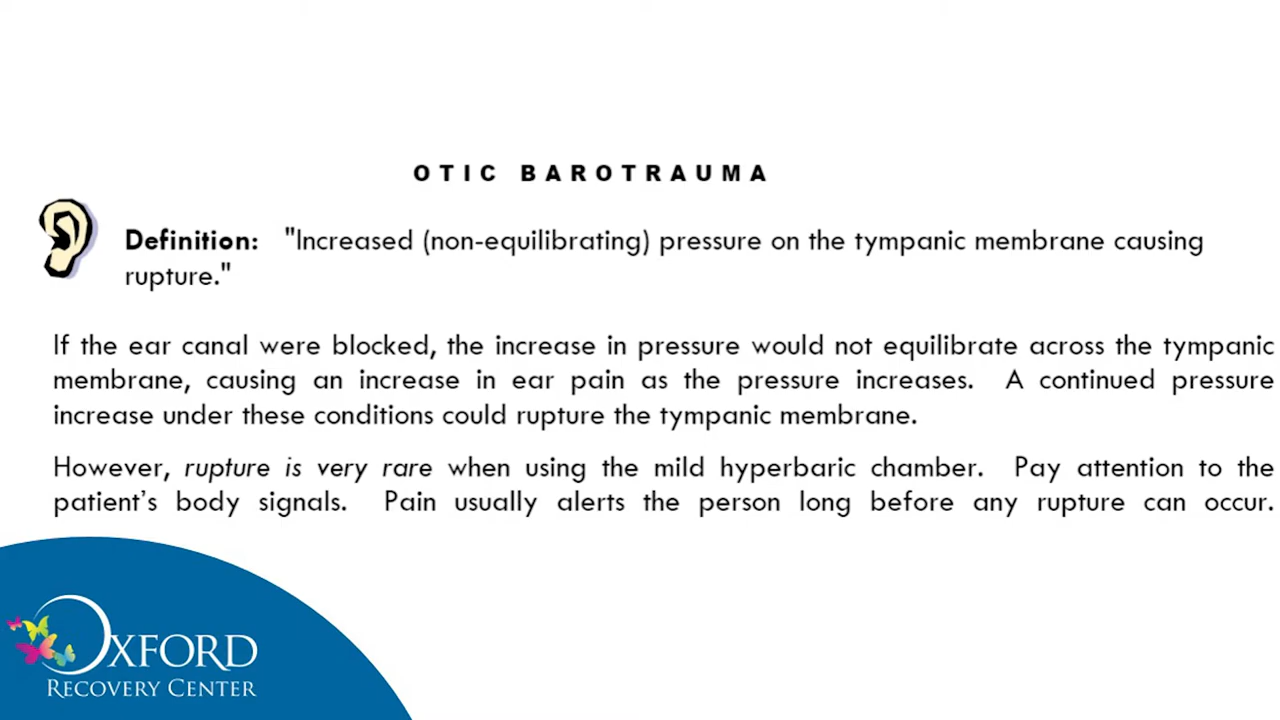 OTIC BAROTRAUMA
Definition: "Increased (non-equilibrating) pressure on the tympanic membrane causing
rupture."
If the ear canal were blocked, the increase in pressure would not equilibrate across the tympanic
membrane, causing an increase in ear pain as the pressure increases. A continued pressure
increase under these conditions could rupture the tympanic membrane.
However, rupture is very rare when using the mild hyperbaric chamber. Pay attention to the
patient's body signals. Pain usually alerts the person long before any rupture can occur.
OXFORD
RECOVERY CENTER